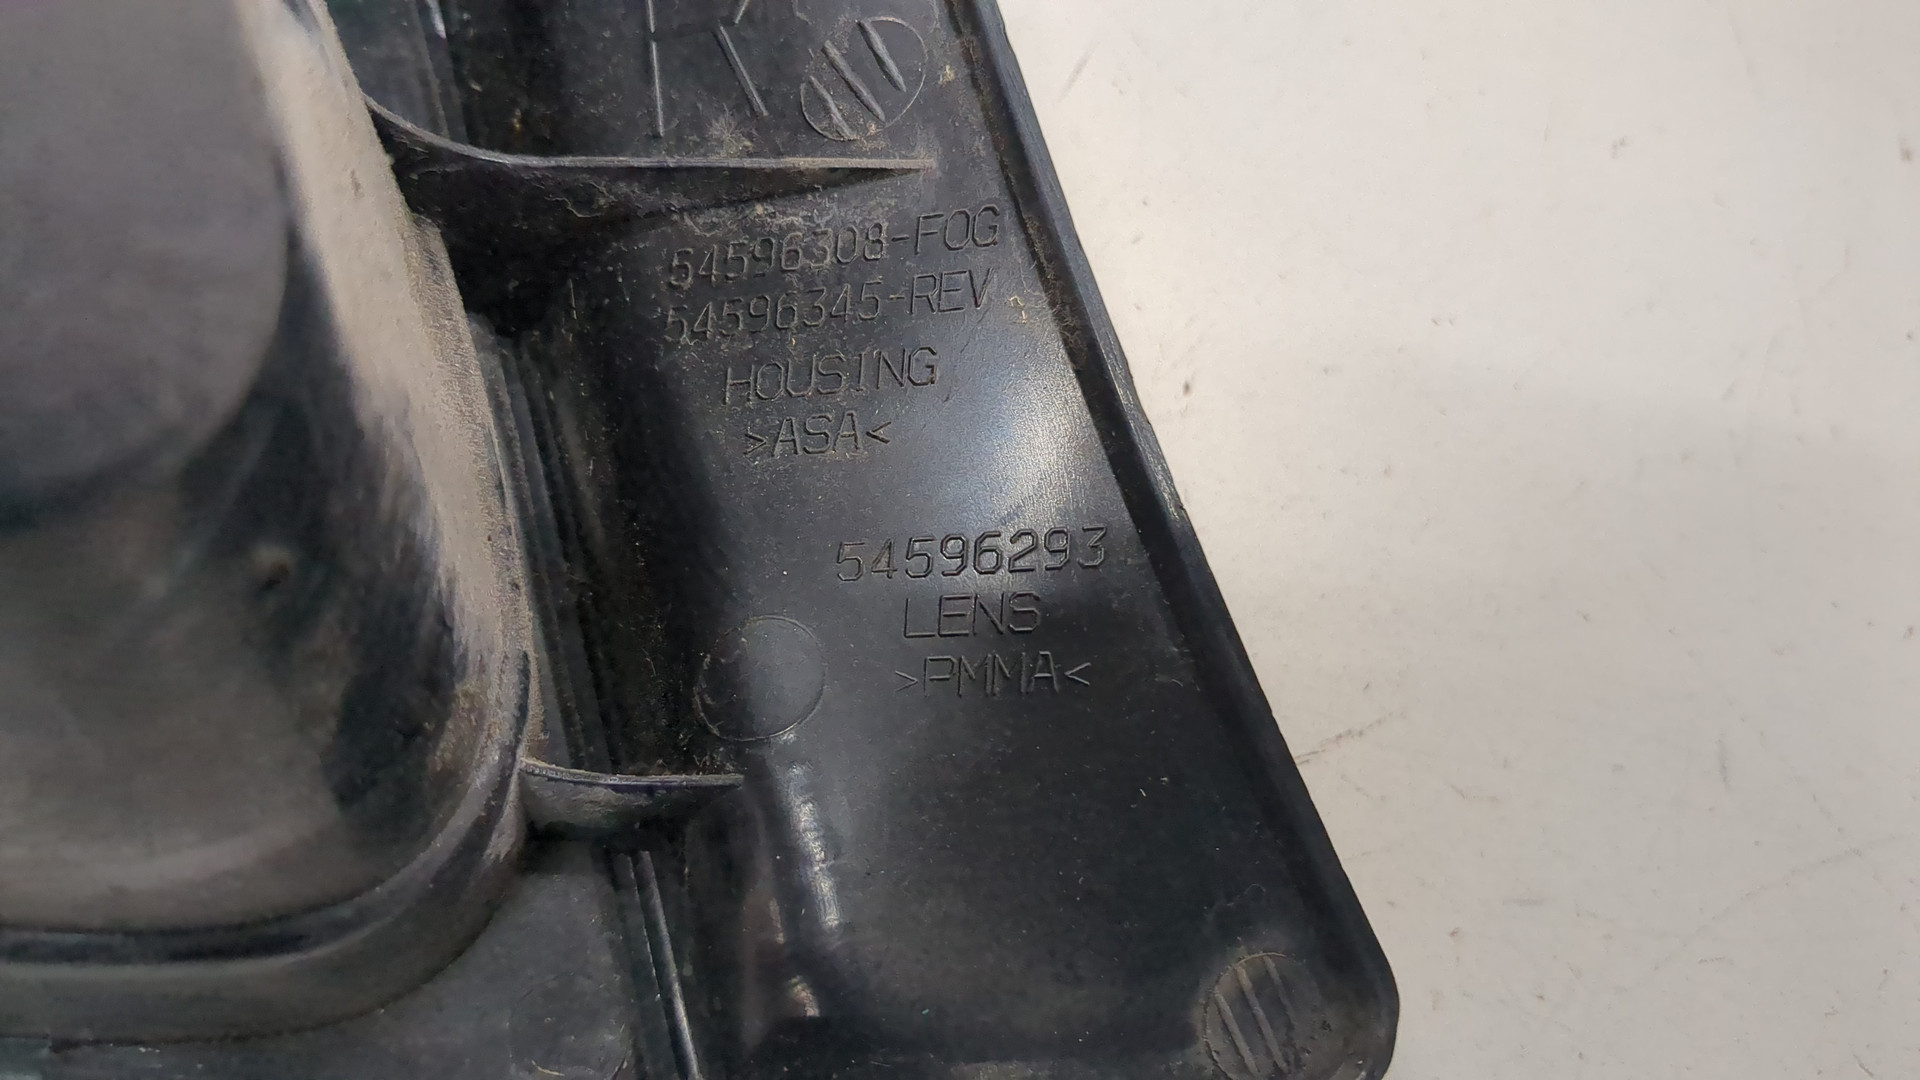 54596308-FOG
54596345-REV
HOUSING
>ASA<
54596293
LENS
>PMMA<